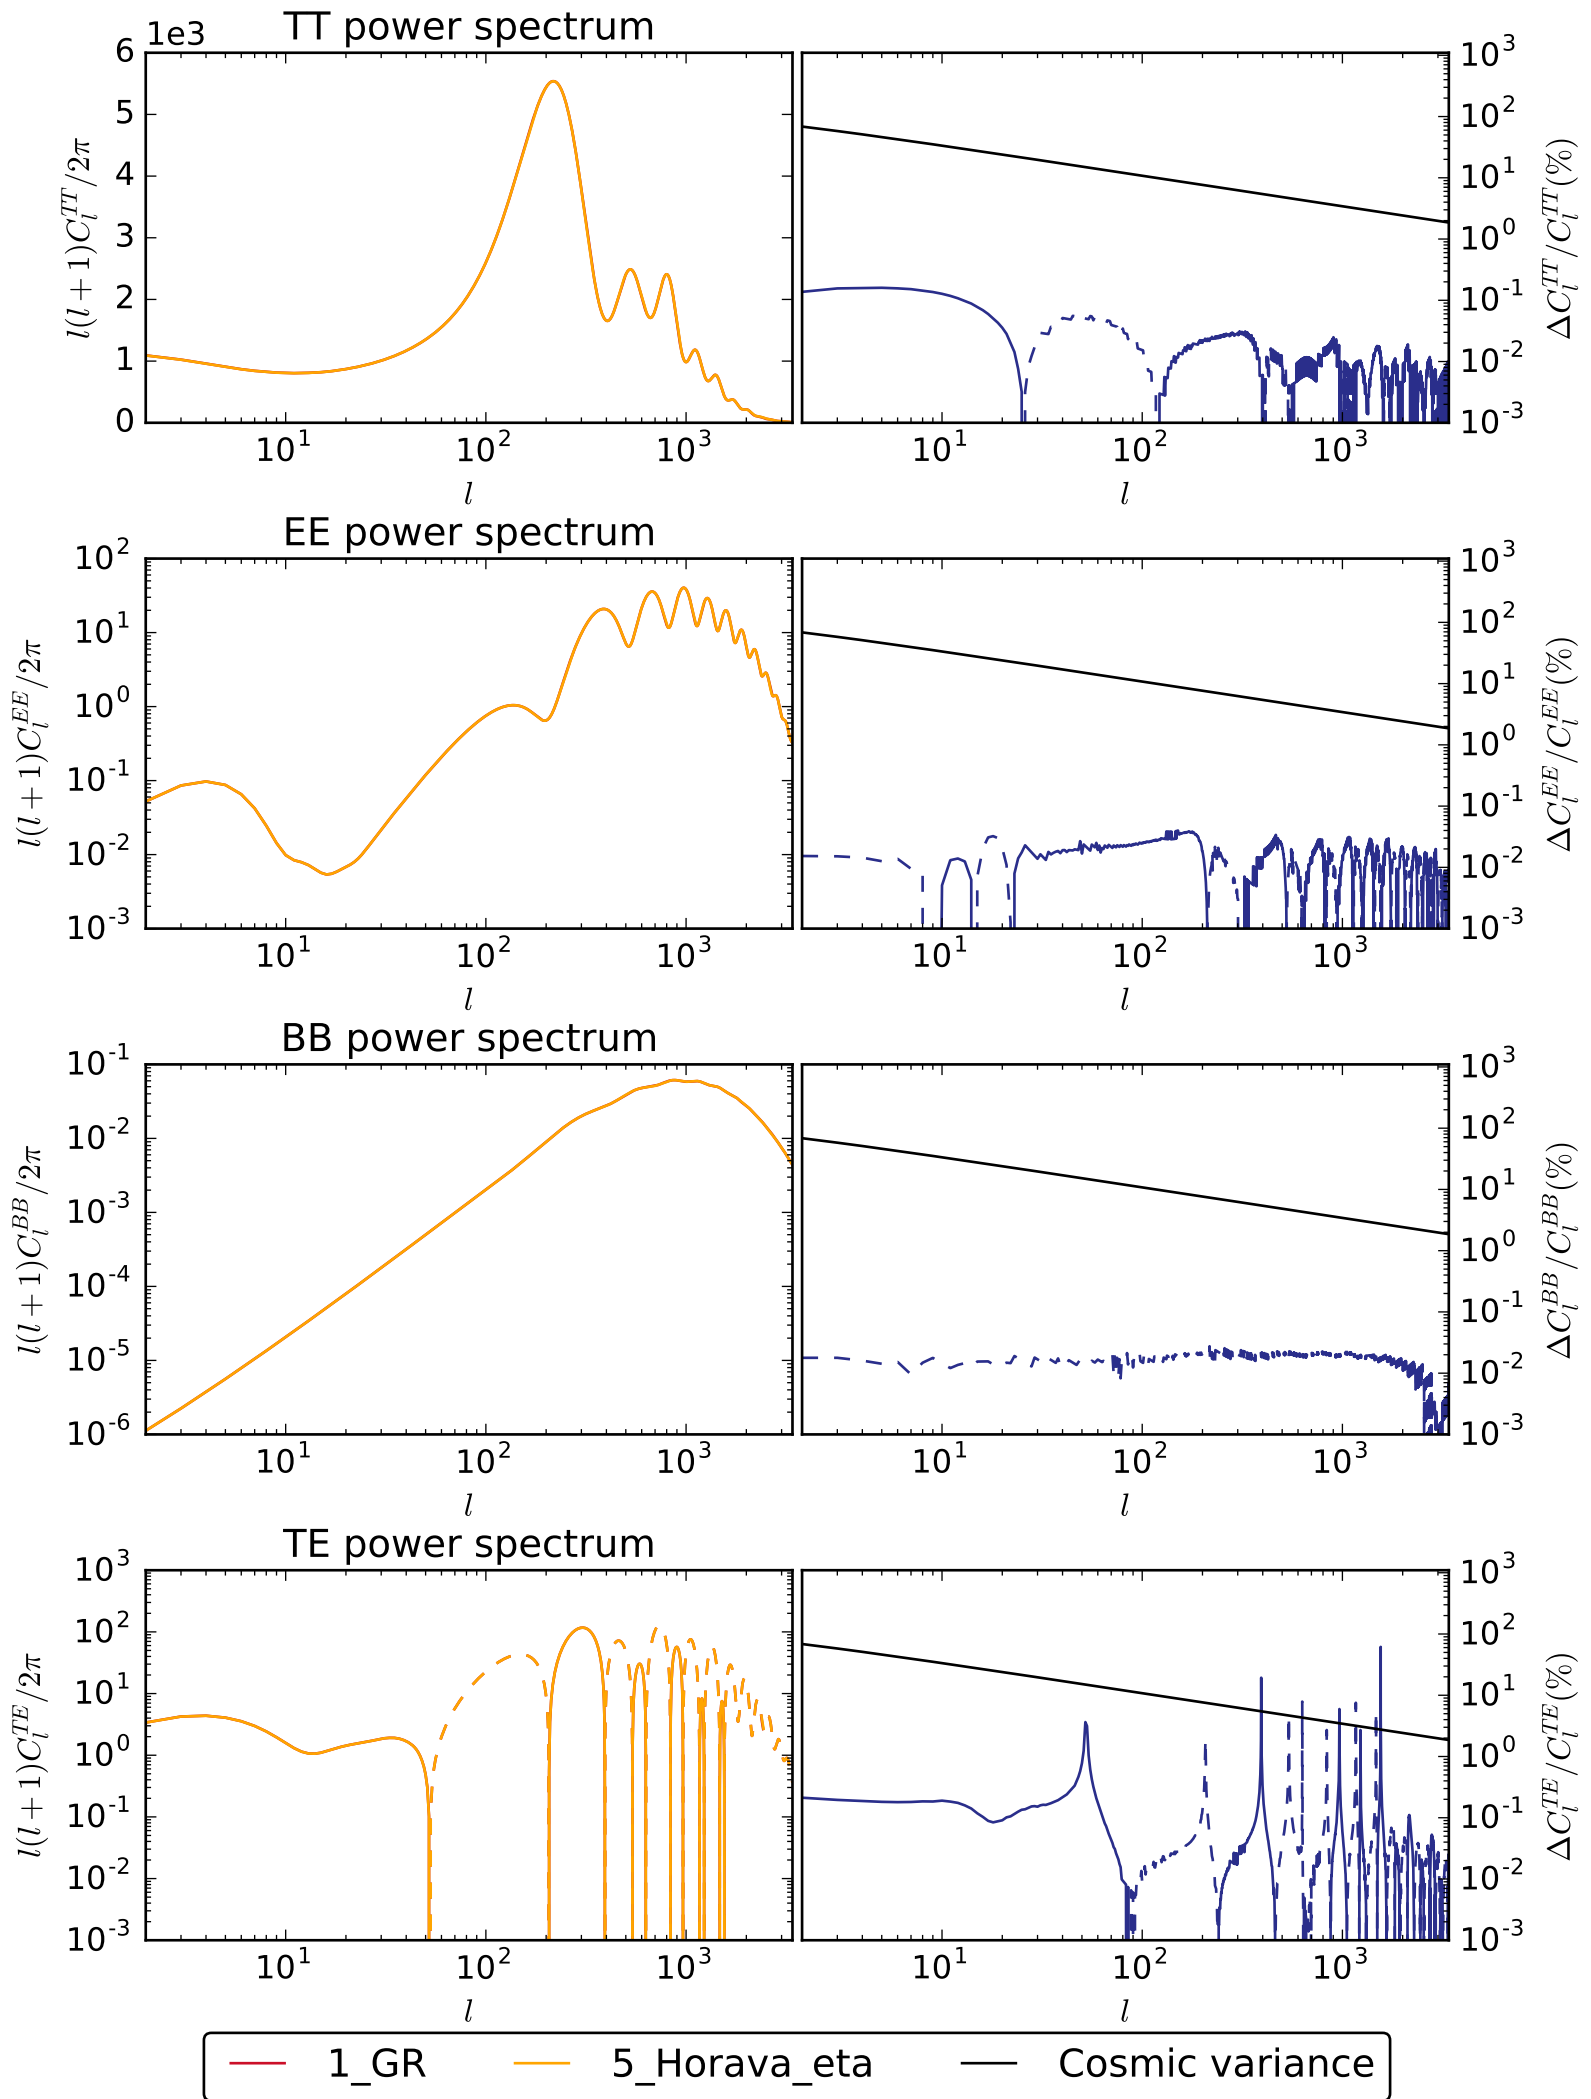 TT power spectrum
1e3
6
5
4
3
2
1
0
l(l + 1)C_l^{TT}/2π
10^1 10^2 10^3
l
10^3
10^2
10^1
10^0
10^-1
10^-2
10^-3
ΔC_l^{TT}/C_l^{TT}(%)
10^1 10^2 10^3
l
EE power spectrum
10^2
10^1
10^0
10^-1
10^-2
10^-3
l(l + 1)C_l^{EE}/2π
10^1 10^2 10^3
l
10^3
10^2
10^1
10^0
10^-1
10^-2
10^-3
ΔC_l^{EE}/C_l^{EE}(%)
10^1 10^2 10^3
l
BB power spectrum
10^-1
10^-2
10^-3
10^-4
10^-5
10^-6
l(l + 1)C_l^{BB}/2π
10^1 10^2 10^3
l
10^3
10^2
10^1
10^0
10^-1
10^-2
10^-3
ΔC_l^{BB}/C_l^{BB}(%)
10^1 10^2 10^3
l
TE power spectrum
10^3
10^2
10^1
10^0
10^-1
10^-2
10^-3
l(l + 1)C_l^{TE}/2π
10^1 10^2 10^3
l
10^3
10^2
10^1
10^0
10^-1
10^-2
10^-3
ΔC_l^{TE}/C_l^{TE}(%)
10^1 10^2 10^3
l
1_GR 5_Horava_eta Cosmic variance